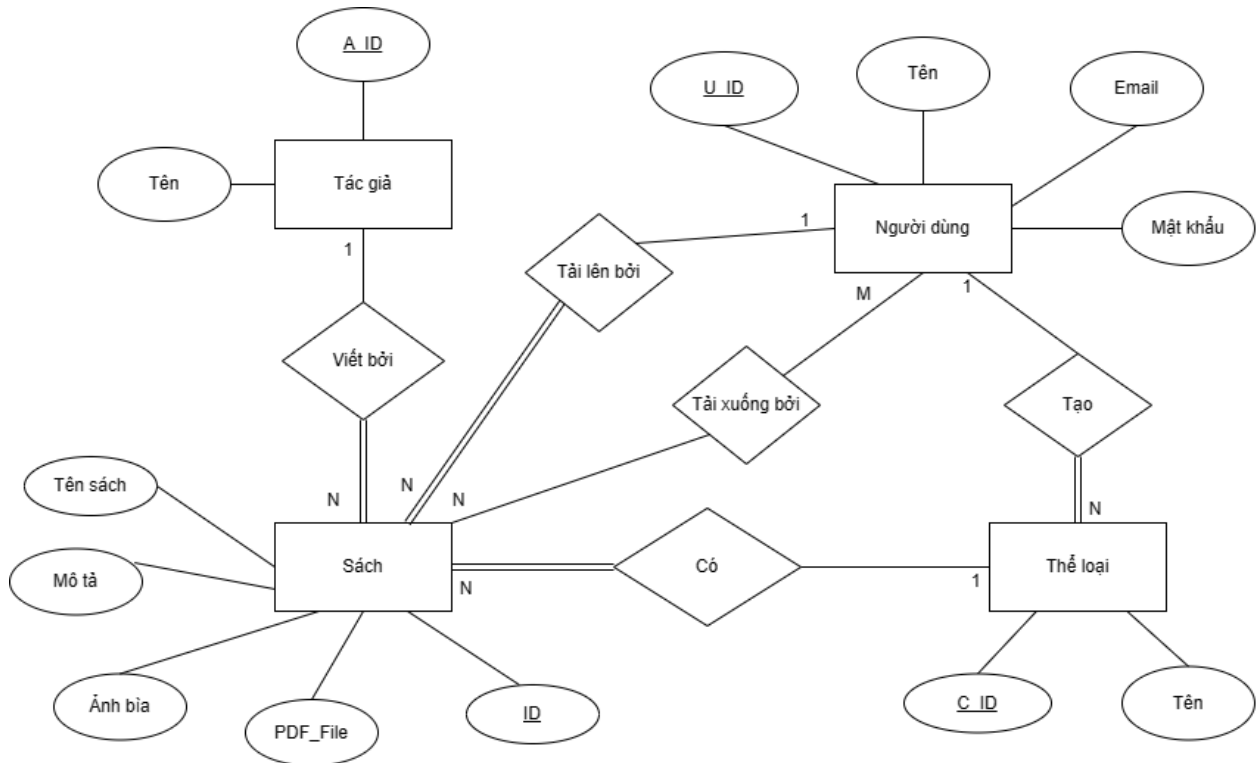 A_ID
Tên
U_ID
Email
Tên
Tác giả
Người dùng
Mật khẩu
1
1
Tải lên bởi
M
1
Viết bởi
Tải xuống bởi
Tạo
Tên sách
N
N
N
N
Mô tả
Sách
N
Có
1
Thể loại
Ảnh bìa
PDF_File
ID
C_ID
Tên